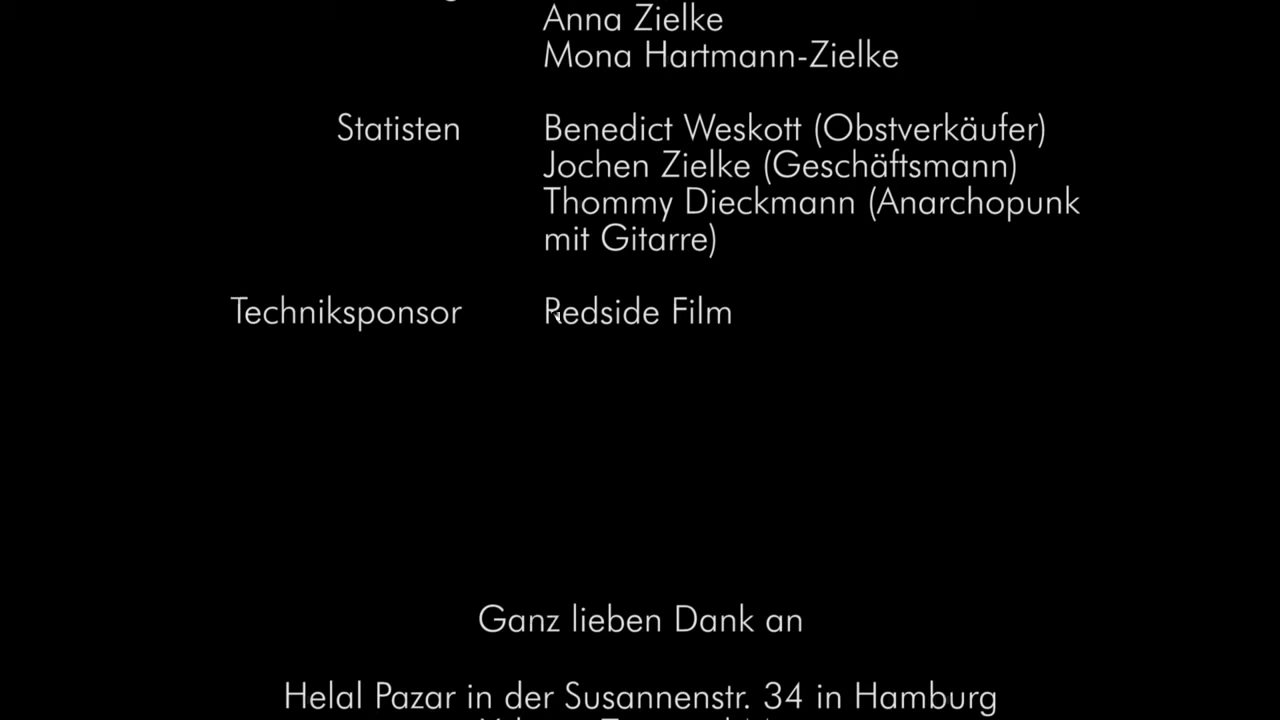 Anna Zielke
Mona Hartmann-Zielke
Statisten Benedict Weskott (Obstverkäufer)
Jochen Zielke (Geschäftsmann)
Thommy Dieckmann (Anarchopunk
mit Gitarre)
Techniksponsor Redside Film
Ganz lieben Dank an
Helal Pazar in der Susannenstr. 34 in Hamburg